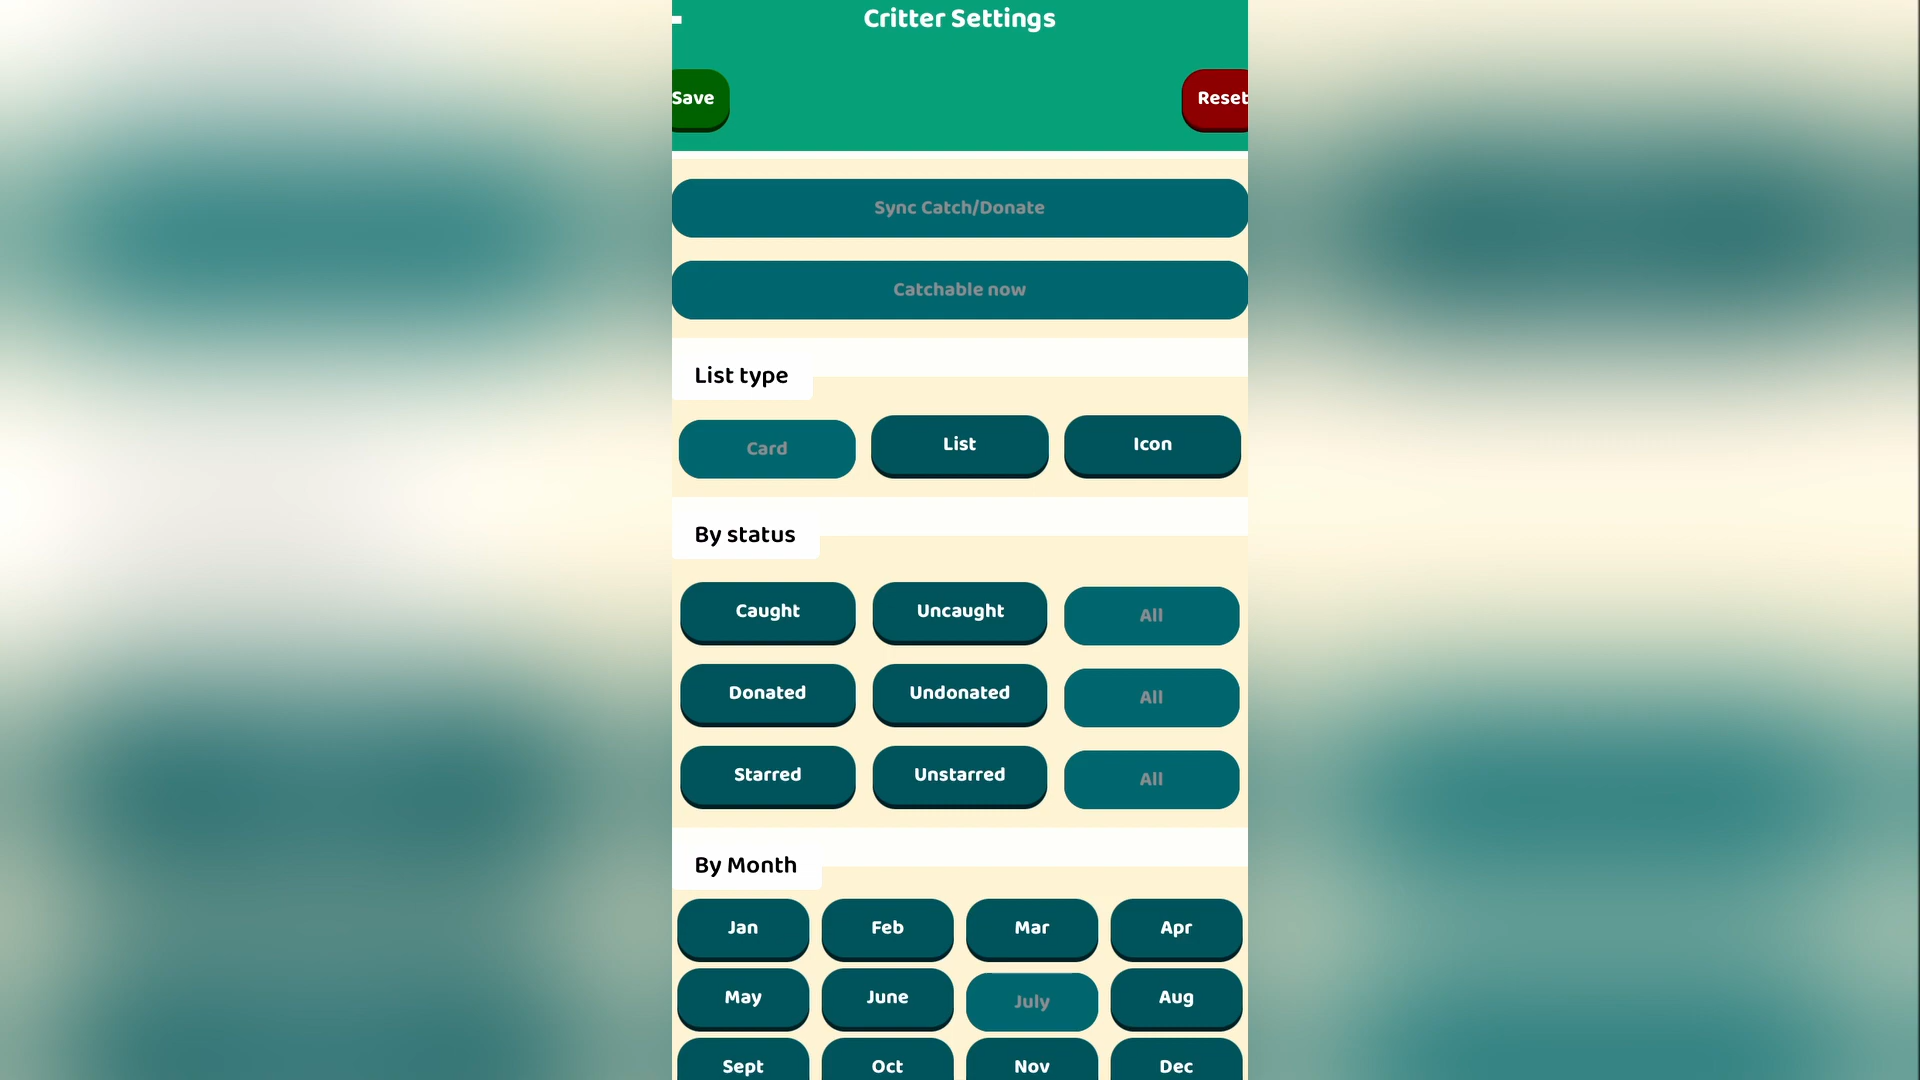 Critter Settings
Save
Reset
Sync Catch/Donate
Catchable now
List type
Card
List
Icon
By status
Caught
Uncaught
All
Donated
Undonated
All
Starred
Unstarred
All
By Month
Jan
Feb
Mar
Apr
May
June
July
Aug
Sept
Oct
Nov
Dec